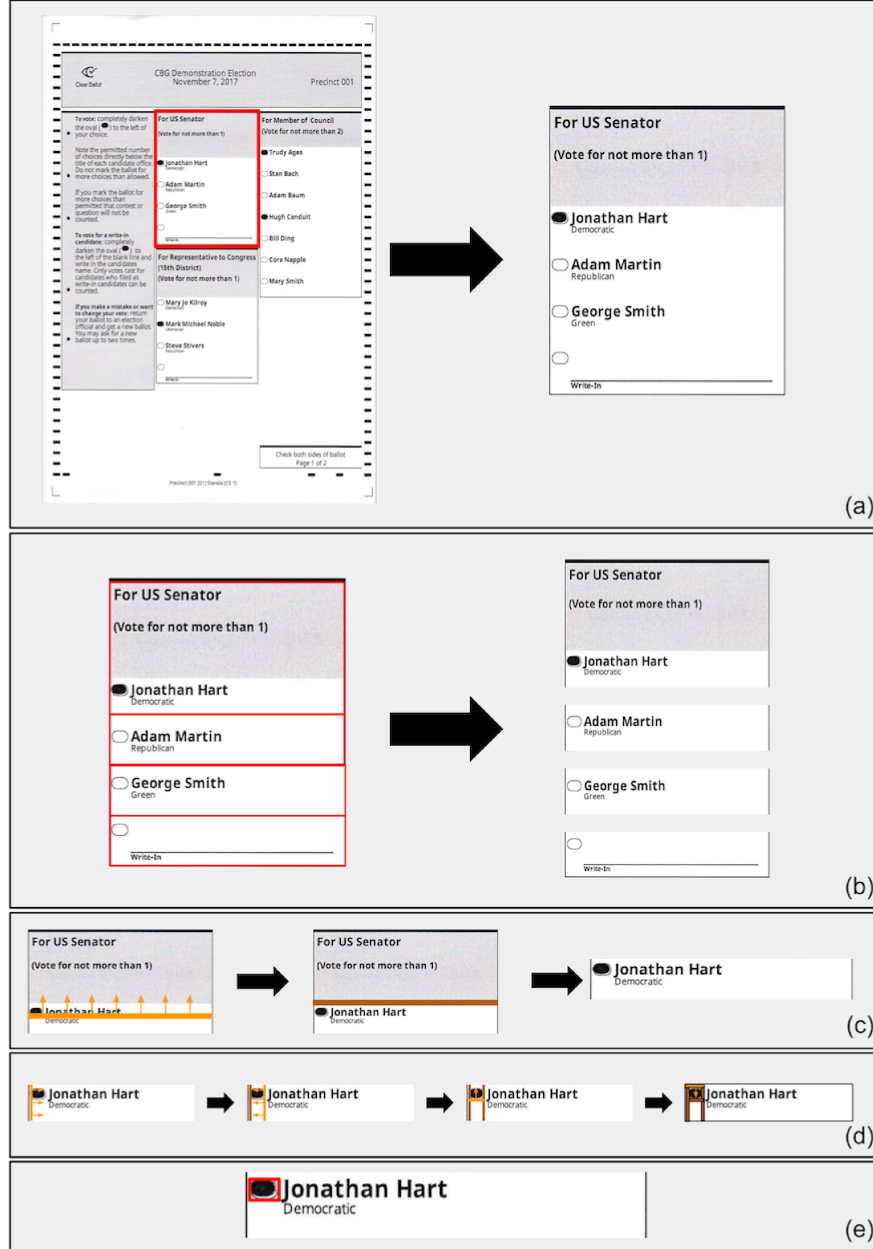 Clear Ballot
CBG Demonstration Election
November 7, 2017
Precinct 001
To vote: completely darken
the oval ( ) to the left of
your choice.
Note the permitted number
of choices directly below the
title of each candidate office.
Do not mark the ballot for
more choices than allowed.
If you mark the ballot for
more choices than
permitted that contest or
question will not be
counted.
To vote for a write-in
candidate: completely
darken the oval ( ) to
the left of the blank line and
write in the candidates
name. Only votes cast for
candidates who filed as
write-in candidates can be
counted.
If you make a mistake or want
to change your vote: return
your ballot to an election
official and get a new ballot.
You may ask for a new
ballot up to two times.
For US Senator
(Vote for not more than 1)
Jonathan Hart
Democratic
Adam Martin
Republican
George Smith
Green
Write-In
For Representative to Congress
(15th District)
(Vote for not more than 1)
Mary Jo Kilroy
Democratic
Mark Michael Noble
Libertarian
Steve Stivers
Republican
Write-In
For Member of Council
(Vote for not more than 2)
Trudy Ages
Stan Bach
Adam Baum
Hugh Canduit
Bill Ding
Cora Napple
Mary Smith
Check both sides of ballot
Page 1 of 2
Precinct 001 [01] Standa (CS 1)
For US Senator
(Vote for not more than 1)
Jonathan Hart
Democratic
Adam Martin
Republican
George Smith
Green
Write-In
(a)
For US Senator
(Vote for not more than 1)
Jonathan Hart
Democratic
Adam Martin
Republican
George Smith
Green
Write-In
For US Senator
(Vote for not more than 1)
Jonathan Hart
Democratic
Adam Martin
Republican
George Smith
Green
Write-In
(b)
For US Senator
(Vote for not more than 1)
Jonathan Hart
Democratic
For US Senator
(Vote for not more than 1)
Jonathan Hart
Democratic
Jonathan Hart
Democratic
(c)
Jonathan Hart
Democratic
Jonathan Hart
Democratic
Jonathan Hart
Democratic
Jonathan Hart
Democratic
(d)
Jonathan Hart
Democratic
(e)